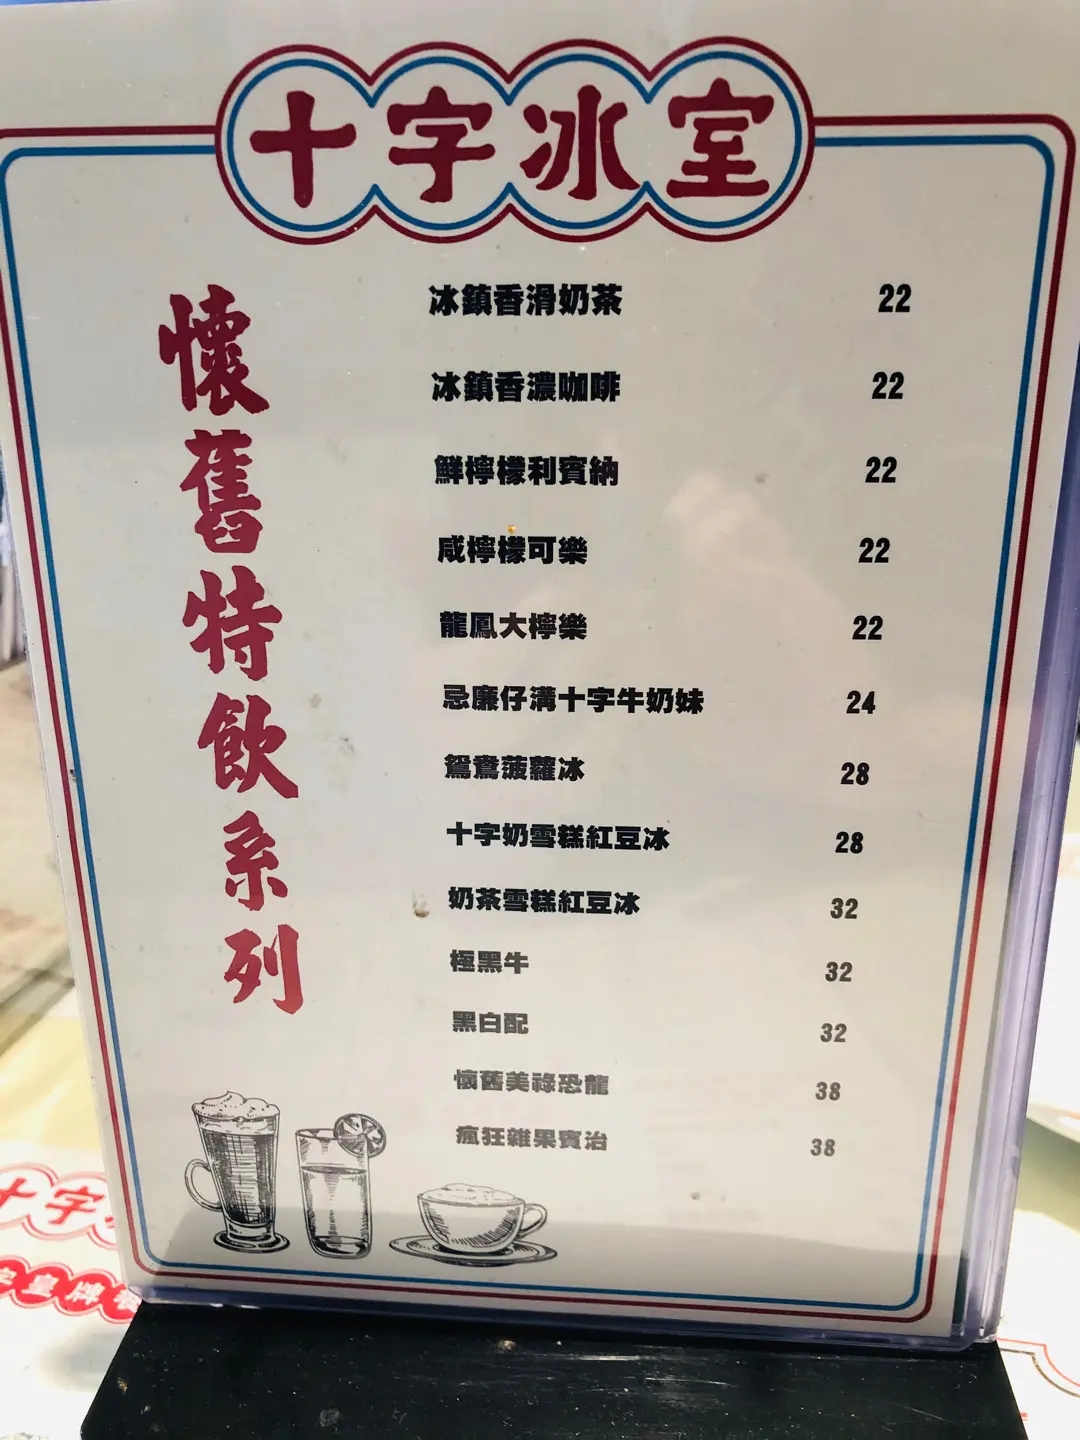 十字冰室
懷舊特飲系列
冰鎮香滑奶茶 22
冰鎮香濃咖啡 22
鮮檸檬利賓納 22
咸檸檬可樂 22
龍鳳大檸樂 22
忌廉仔溝十字牛奶妹 24
鴛鴦菠蘿冰 28
十字奶雪糕紅豆冰 28
奶茶雪糕紅豆冰 32
極黑牛 32
黑白配 32
懷舊美祿恐龍 38
瘋狂雜果賓治 38
十字
皇牌